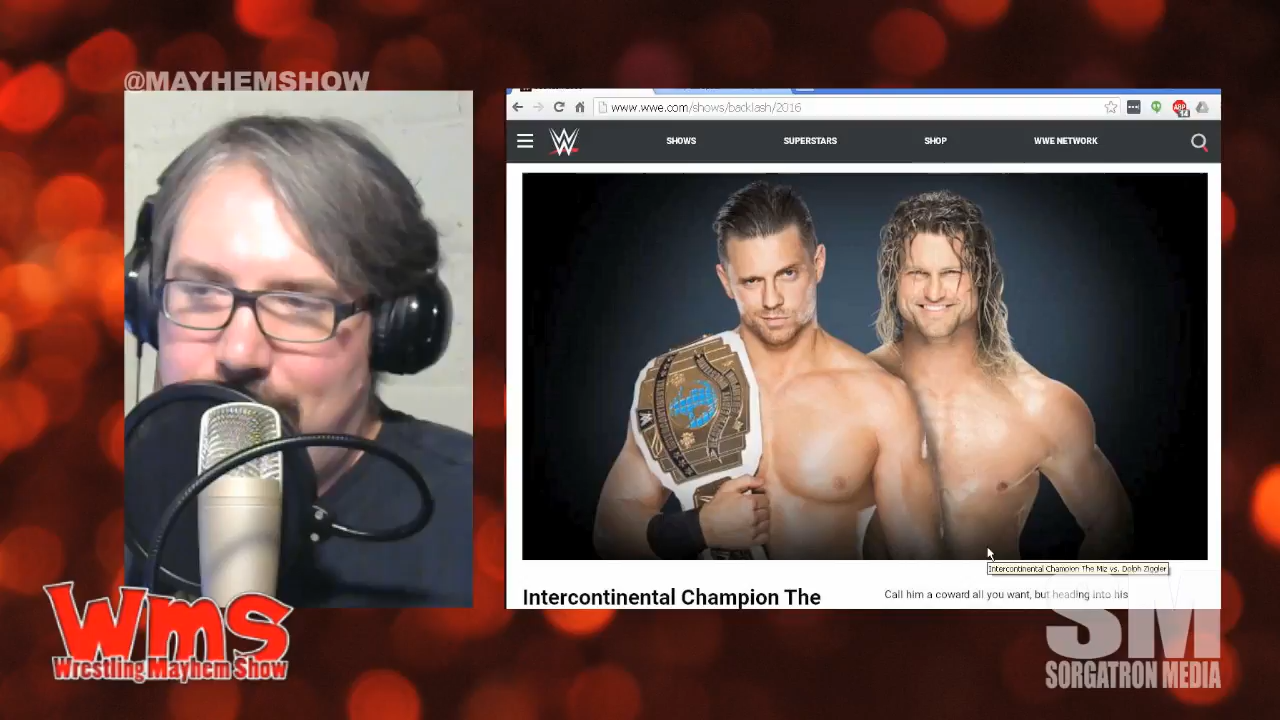 @MAYHEMSHOW
www.wwe.com/shows/backlash/2016
ABP
14
W
SHOWS
SUPERSTARS
SHOP
WWE NETWORK
Intercontinental Champion The Miz vs. Dolph Ziggler
Intercontinental Champion The
Call him a coward all you want, but heading into his
WMS
Wrestling Mayhem Show
SM
SORGATRON MEDIA